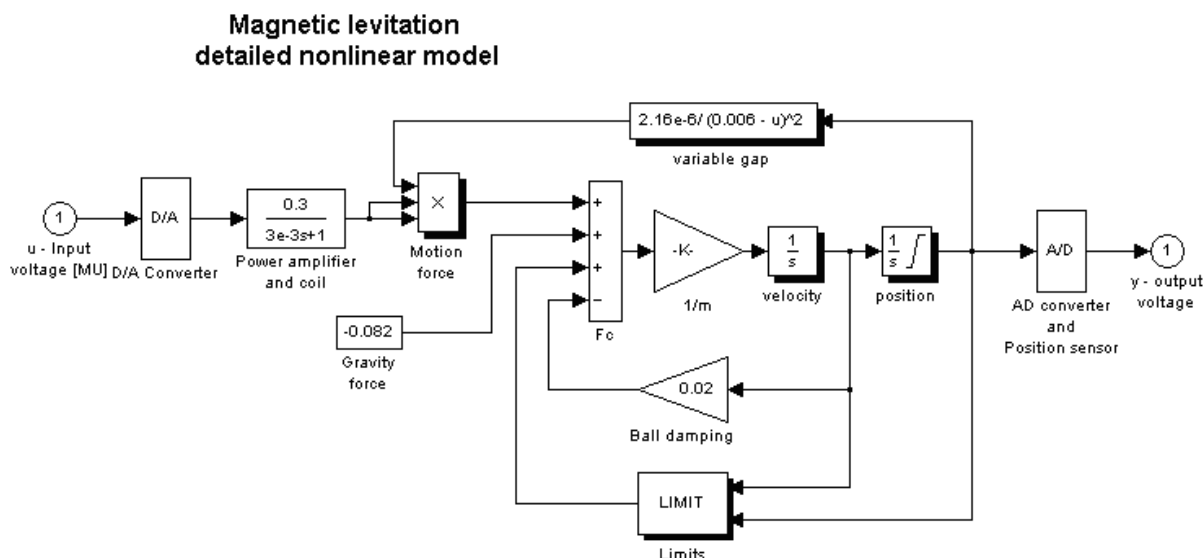 Magnetic levitation
detailed nonlinear model
2.16e-6/ (0.006 - u)^2
variable gap
1
u - Input
voltage [MU]
D/A
D/A Converter
0.3
3e-3s+1
Power amplifier
and coil
×
Motion
force
-0.082
Gravity
force
+
+
+
−
Fc
-K-
1/m
1
s
velocity
1
s
position
A/D
AD converter
and
Position sensor
1
y - output
voltage
0.02
Ball damping
LIMIT
Limits